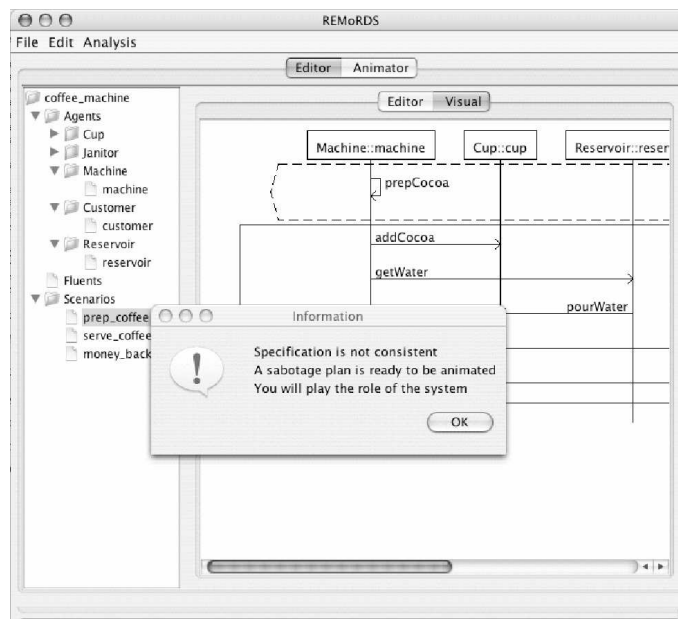 REMoRDS
File Edit Analysis
Editor Animator
coffee_machine
Agents
Cup
Janitor
Machine
machine
Customer
customer
Reservoir
reservoir
Fluents
Scenarios
prep_coffee
serve_coffee
money_back
Editor Visual
Machine::machine Cup::cup Reservoir::reser
prepCocoa
addCocoa
getWater
pourWater
Information
Specification is not consistent
A sabotage plan is ready to be animated
You will play the role of the system
OK